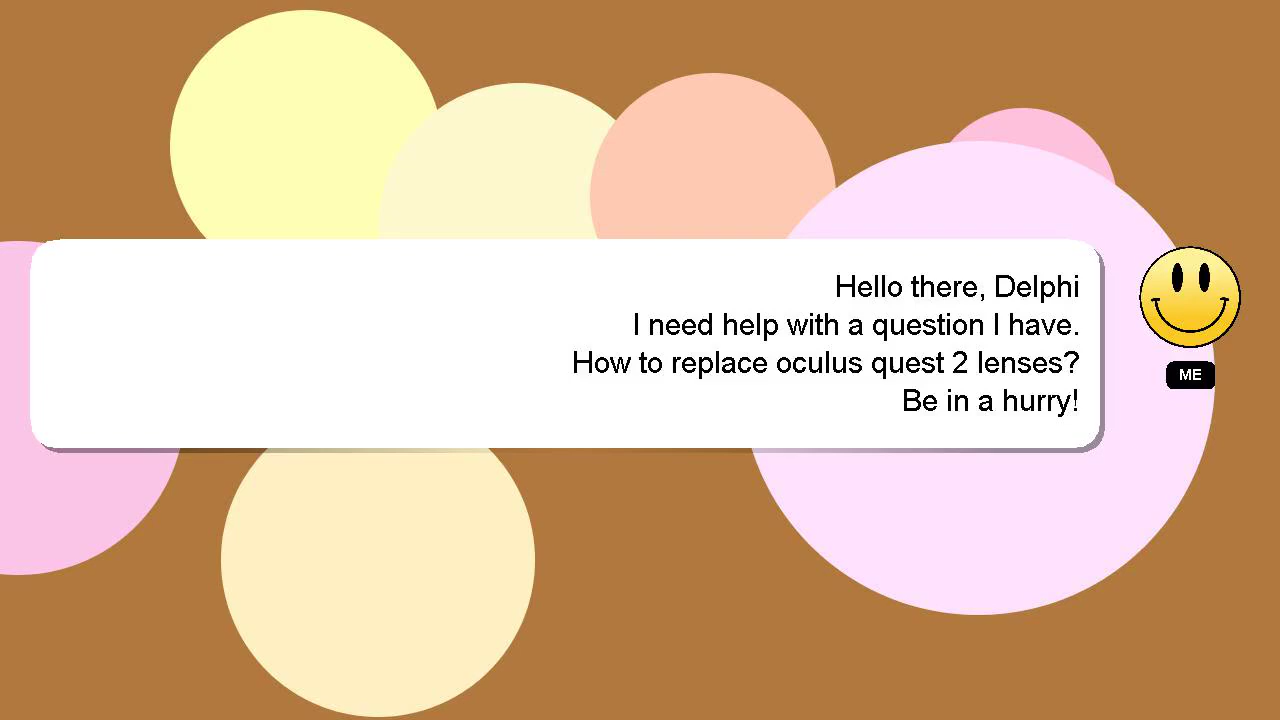 Hello there, Delphi
I need help with a question I have.
How to replace oculus quest 2 lenses?
Be in a hurry!
ME